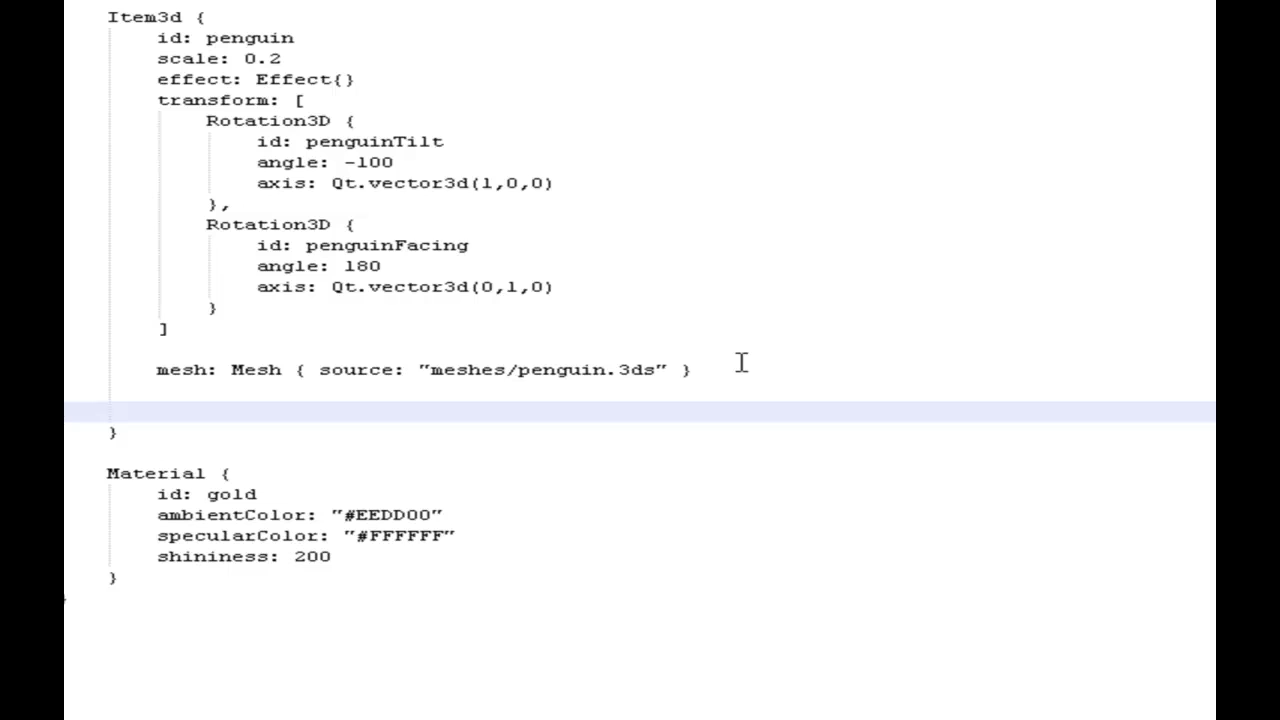 Item3d {
id: penguin
scale: 0.2
effect: Effect{}
transform: [
Rotation3D {
id: penguinTilt
angle: -100
axis: Qt.vector3d(1,0,0)
},
Rotation3D {
id: penguinFacing
angle: 180
axis: Qt.vector3d(0,1,0)
}
]
mesh: Mesh { source: "meshes/penguin.3ds" }
}
Material {
id: gold
ambientColor: "#EEDD00"
specularColor: "#FFFFFF"
shininess: 200
}